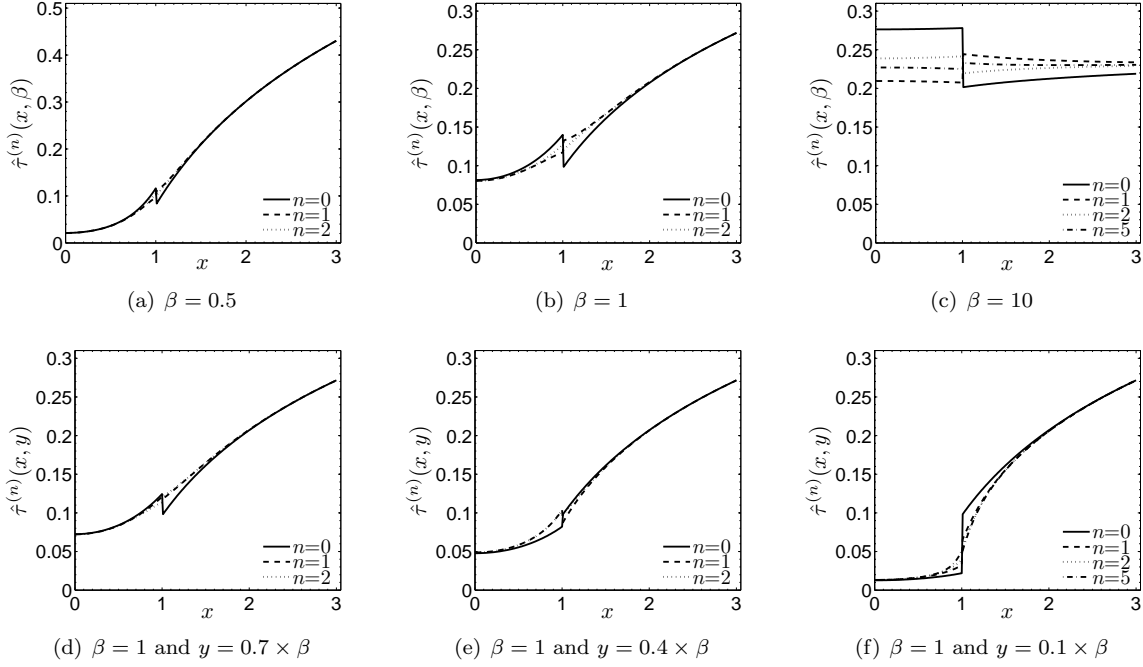 0.5
0.4
0.3
0.2
0.1
0
0 1 2 3
τ̂⁽ⁿ⁾(x, β)
x
n=0
n=1
n=2
(a) β = 0.5
0.3
0.25
0.2
0.15
0.1
0.05
0
0 1 2 3
τ̂⁽ⁿ⁾(x, β)
x
n=0
n=1
n=2
(b) β = 1
0.3
0.25
0.2
0.15
0.1
0.05
0
0 1 2 3
τ̂⁽ⁿ⁾(x, β)
x
n=0
n=1
n=2
n=5
(c) β = 10
0.3
0.25
0.2
0.15
0.1
0.05
0
0 1 2 3
τ̂⁽ⁿ⁾(x, y)
x
n=0
n=1
n=2
(d) β = 1 and y = 0.7 × β
0.3
0.25
0.2
0.15
0.1
0.05
0
0 1 2 3
τ̂⁽ⁿ⁾(x, y)
x
n=0
n=1
n=2
(e) β = 1 and y = 0.4 × β
0.3
0.25
0.2
0.15
0.1
0.05
0
0 1 2 3
τ̂⁽ⁿ⁾(x, y)
x
n=0
n=1
n=2
n=5
(f) β = 1 and y = 0.1 × β